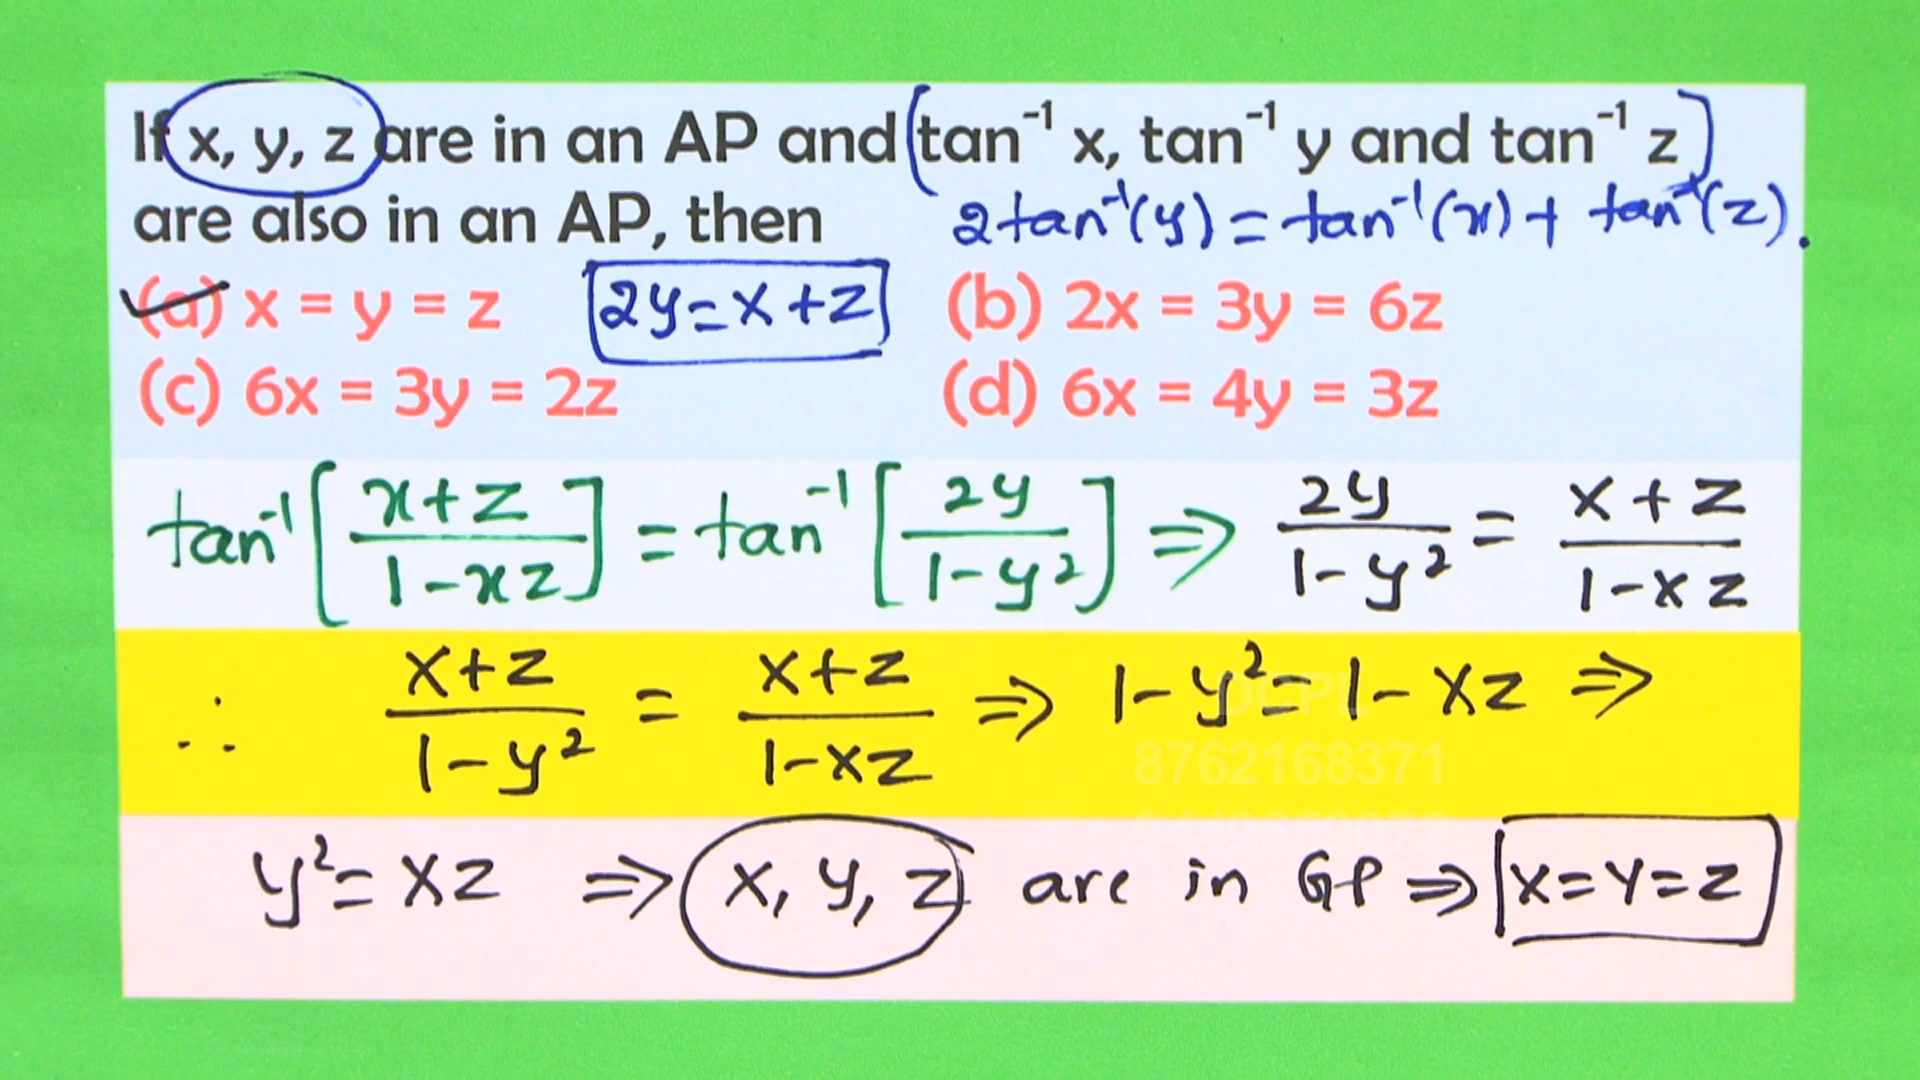 If x, y, z are in an AP and (tan⁻¹ x, tan⁻¹ y and tan⁻¹ z)
are also in an AP, then 2tan⁻¹(y) = tan⁻¹(x) + tan⁻¹(z).
(a) x = y = z 2y = x + z (b) 2x = 3y = 6z
(c) 6x = 3y = 2z (d) 6x = 4y = 3z
tan⁻¹[(x+z)/(1-xz)] = tan⁻¹[2y/(1-y²)] ⇒ 2y/(1-y²) = (x+z)/(1-xz)
∴ (x+z)/(1-y²) = (x+z)/(1-xz) ⇒ 1-y² = 1-xz ⇒
8762168371
y² = xz ⇒ x, y, z are in GP ⇒ x=y=z